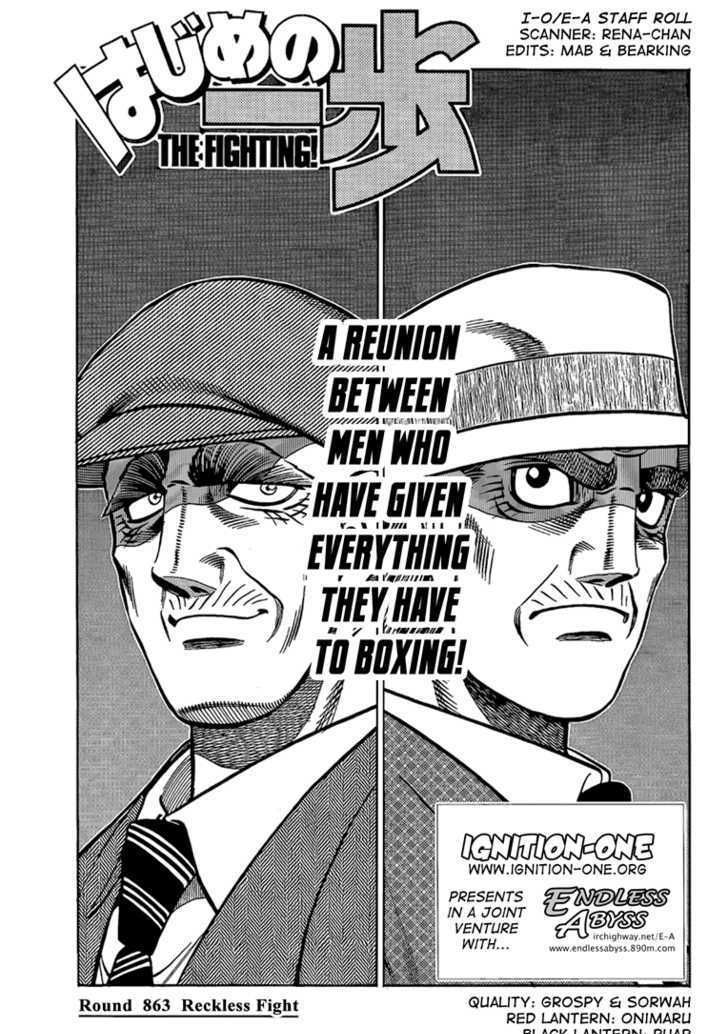 I-O/E-A STAFF ROLL
SCANNER: RENA-CHAN
EDITS: MAB & BEARKING
はじめの一歩
THE FIGHTING!
A REUNION
BETWEEN
MEN WHO
HAVE GIVEN
EVERYTHING
THEY HAVE
TO BOXING!
IGNITION-ONE
WWW.IGNITION-ONE.ORG
PRESENTS
IN A JOINT
VENTURE
WITH...
ENDLESS
ABYSS
irchighway.net/E-A
www.endlessabyss.890m.com
Round 863 Reckless Fight
QUALITY: GROSPY & SORWAH
RED LANTERN: ONIMARU
BLACK LANTERN: